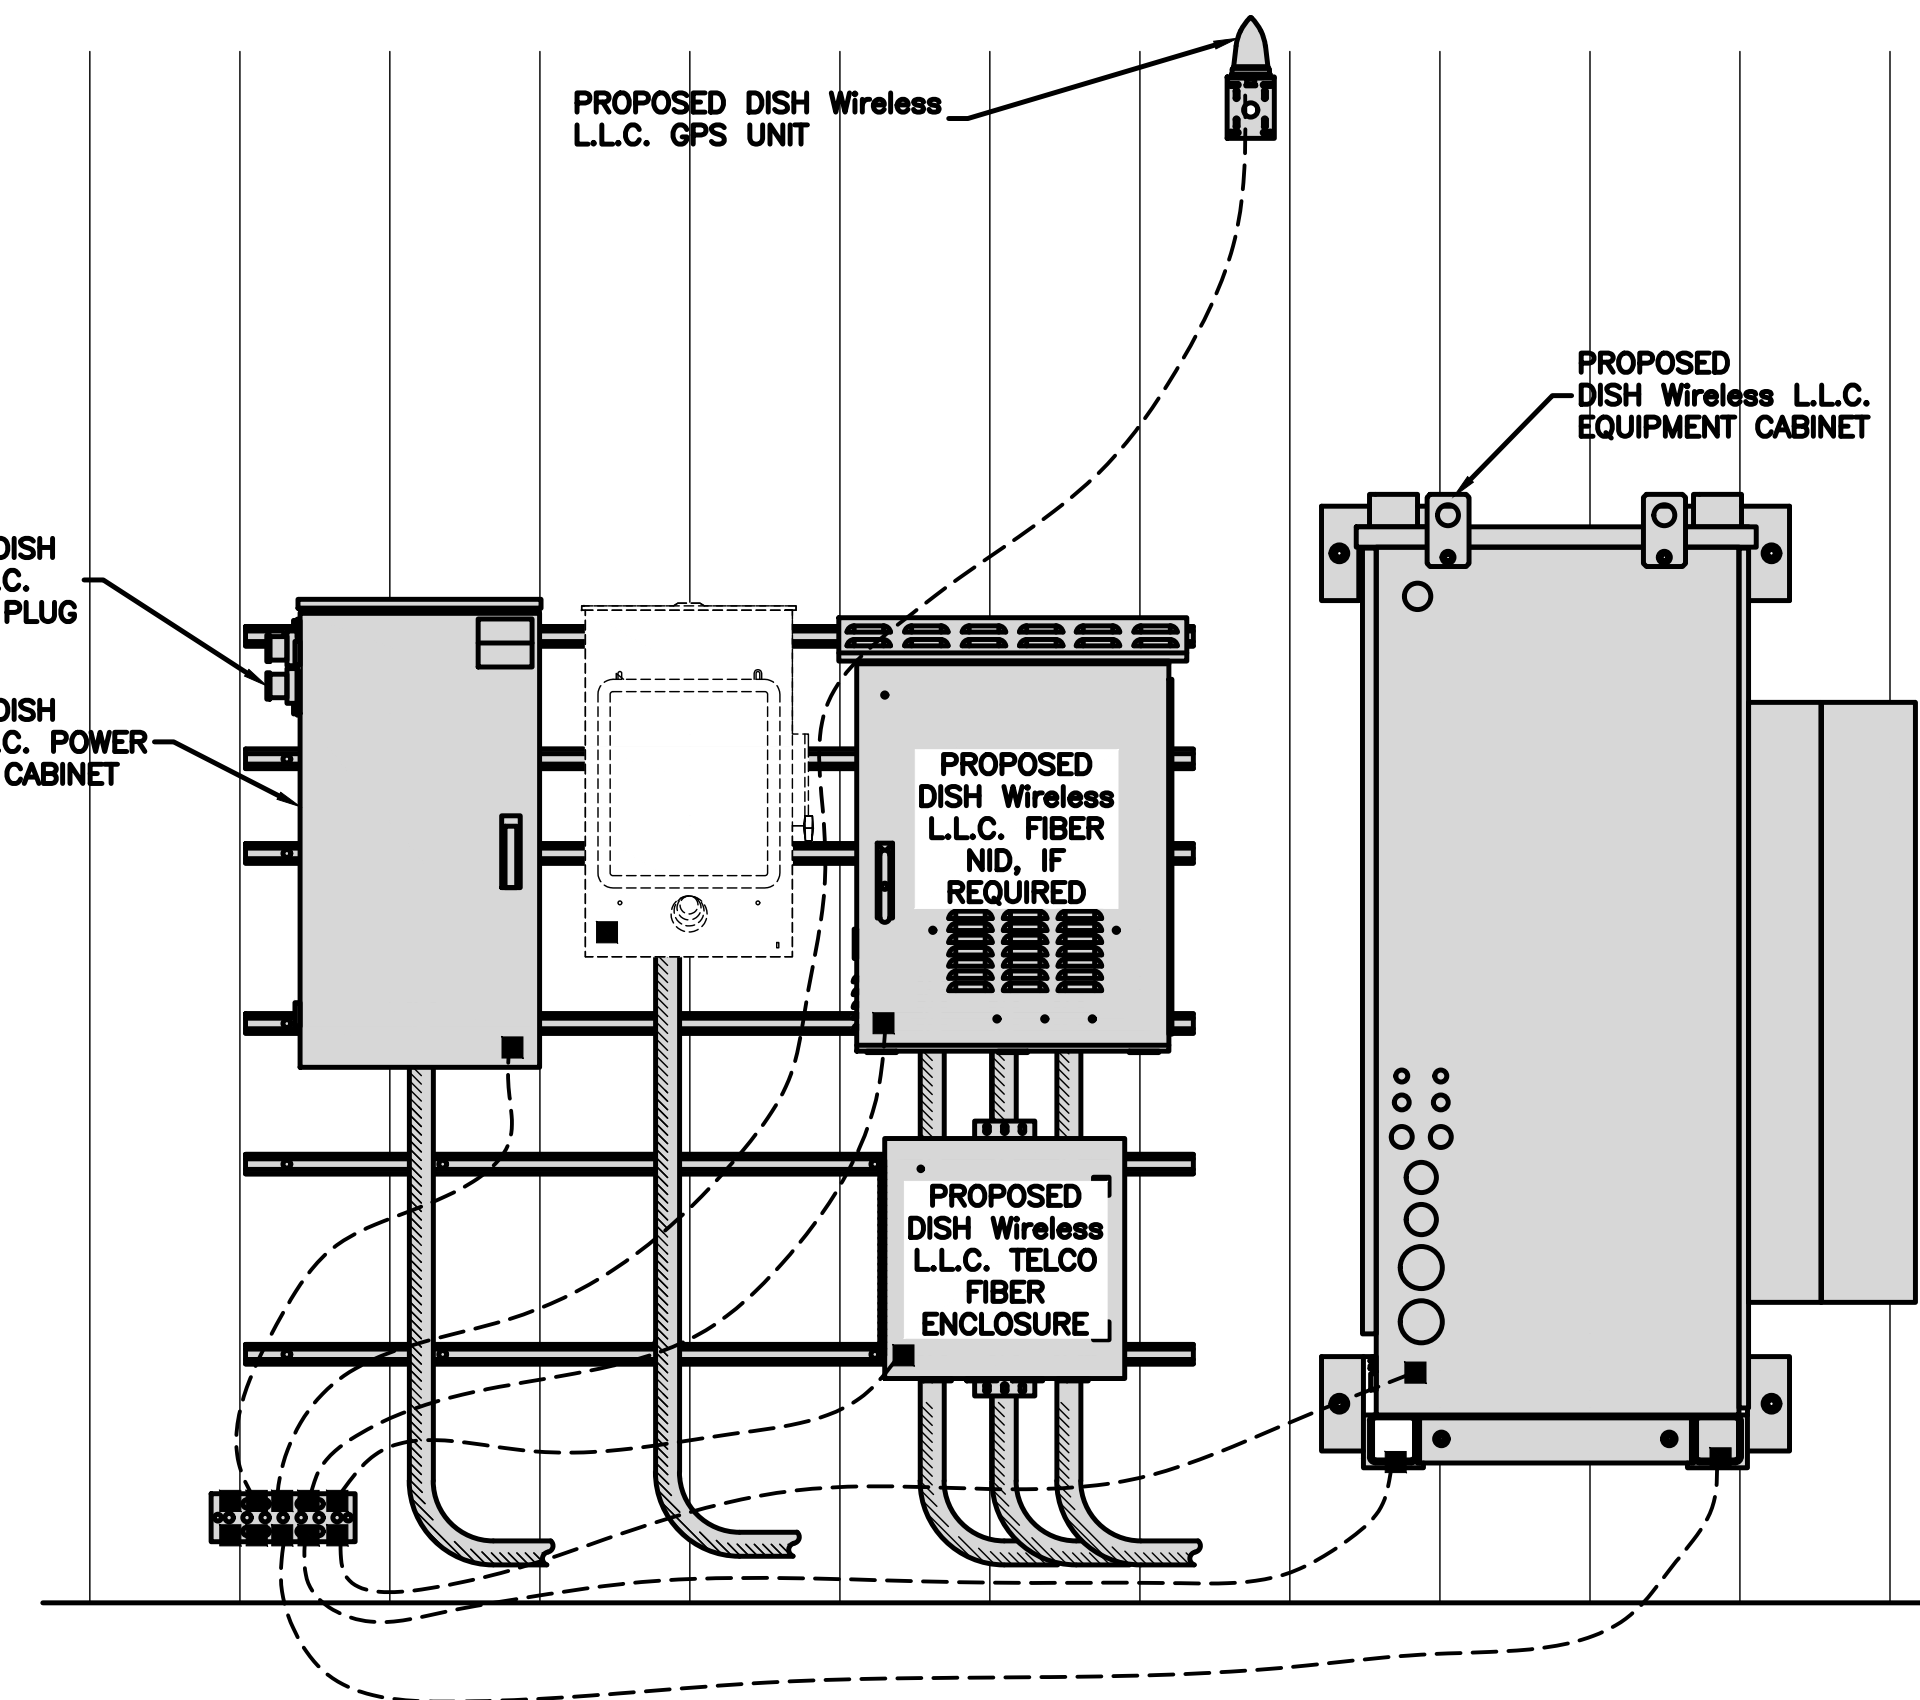 PROPOSED DISH Wireless
L.L.C. GPS UNIT
PROPOSED
DISH Wireless L.L.C.
EQUIPMENT CABINET
DISH
.C.
PLUG
DISH
.C. POWER
CABINET
PROPOSED
DISH Wireless
L.L.C. FIBER
NID, IF
REQUIRED
PROPOSED
DISH Wireless
L.L.C. TELCO
FIBER
ENCLOSURE